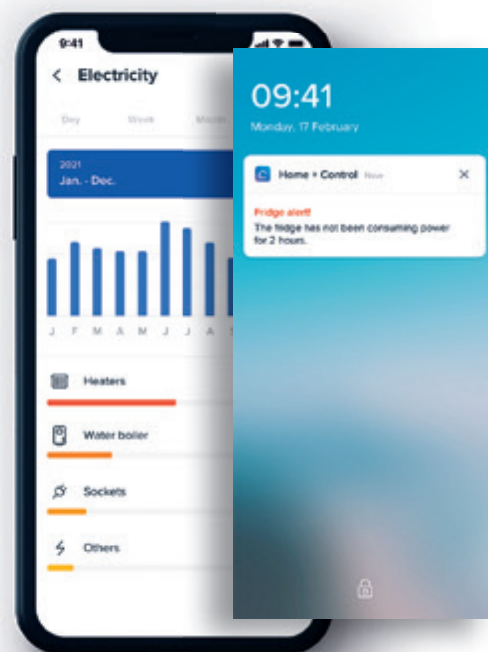 9:41
Electricity
Day Week Month
2021
Jan. - Dec.
J F M A M J J A S
Heaters
Water boiler
Sockets
Others
09:41
Monday, 17 February
Home + Control Now
Fridge alert!
The fridge has not been consuming power
for 2 hours.